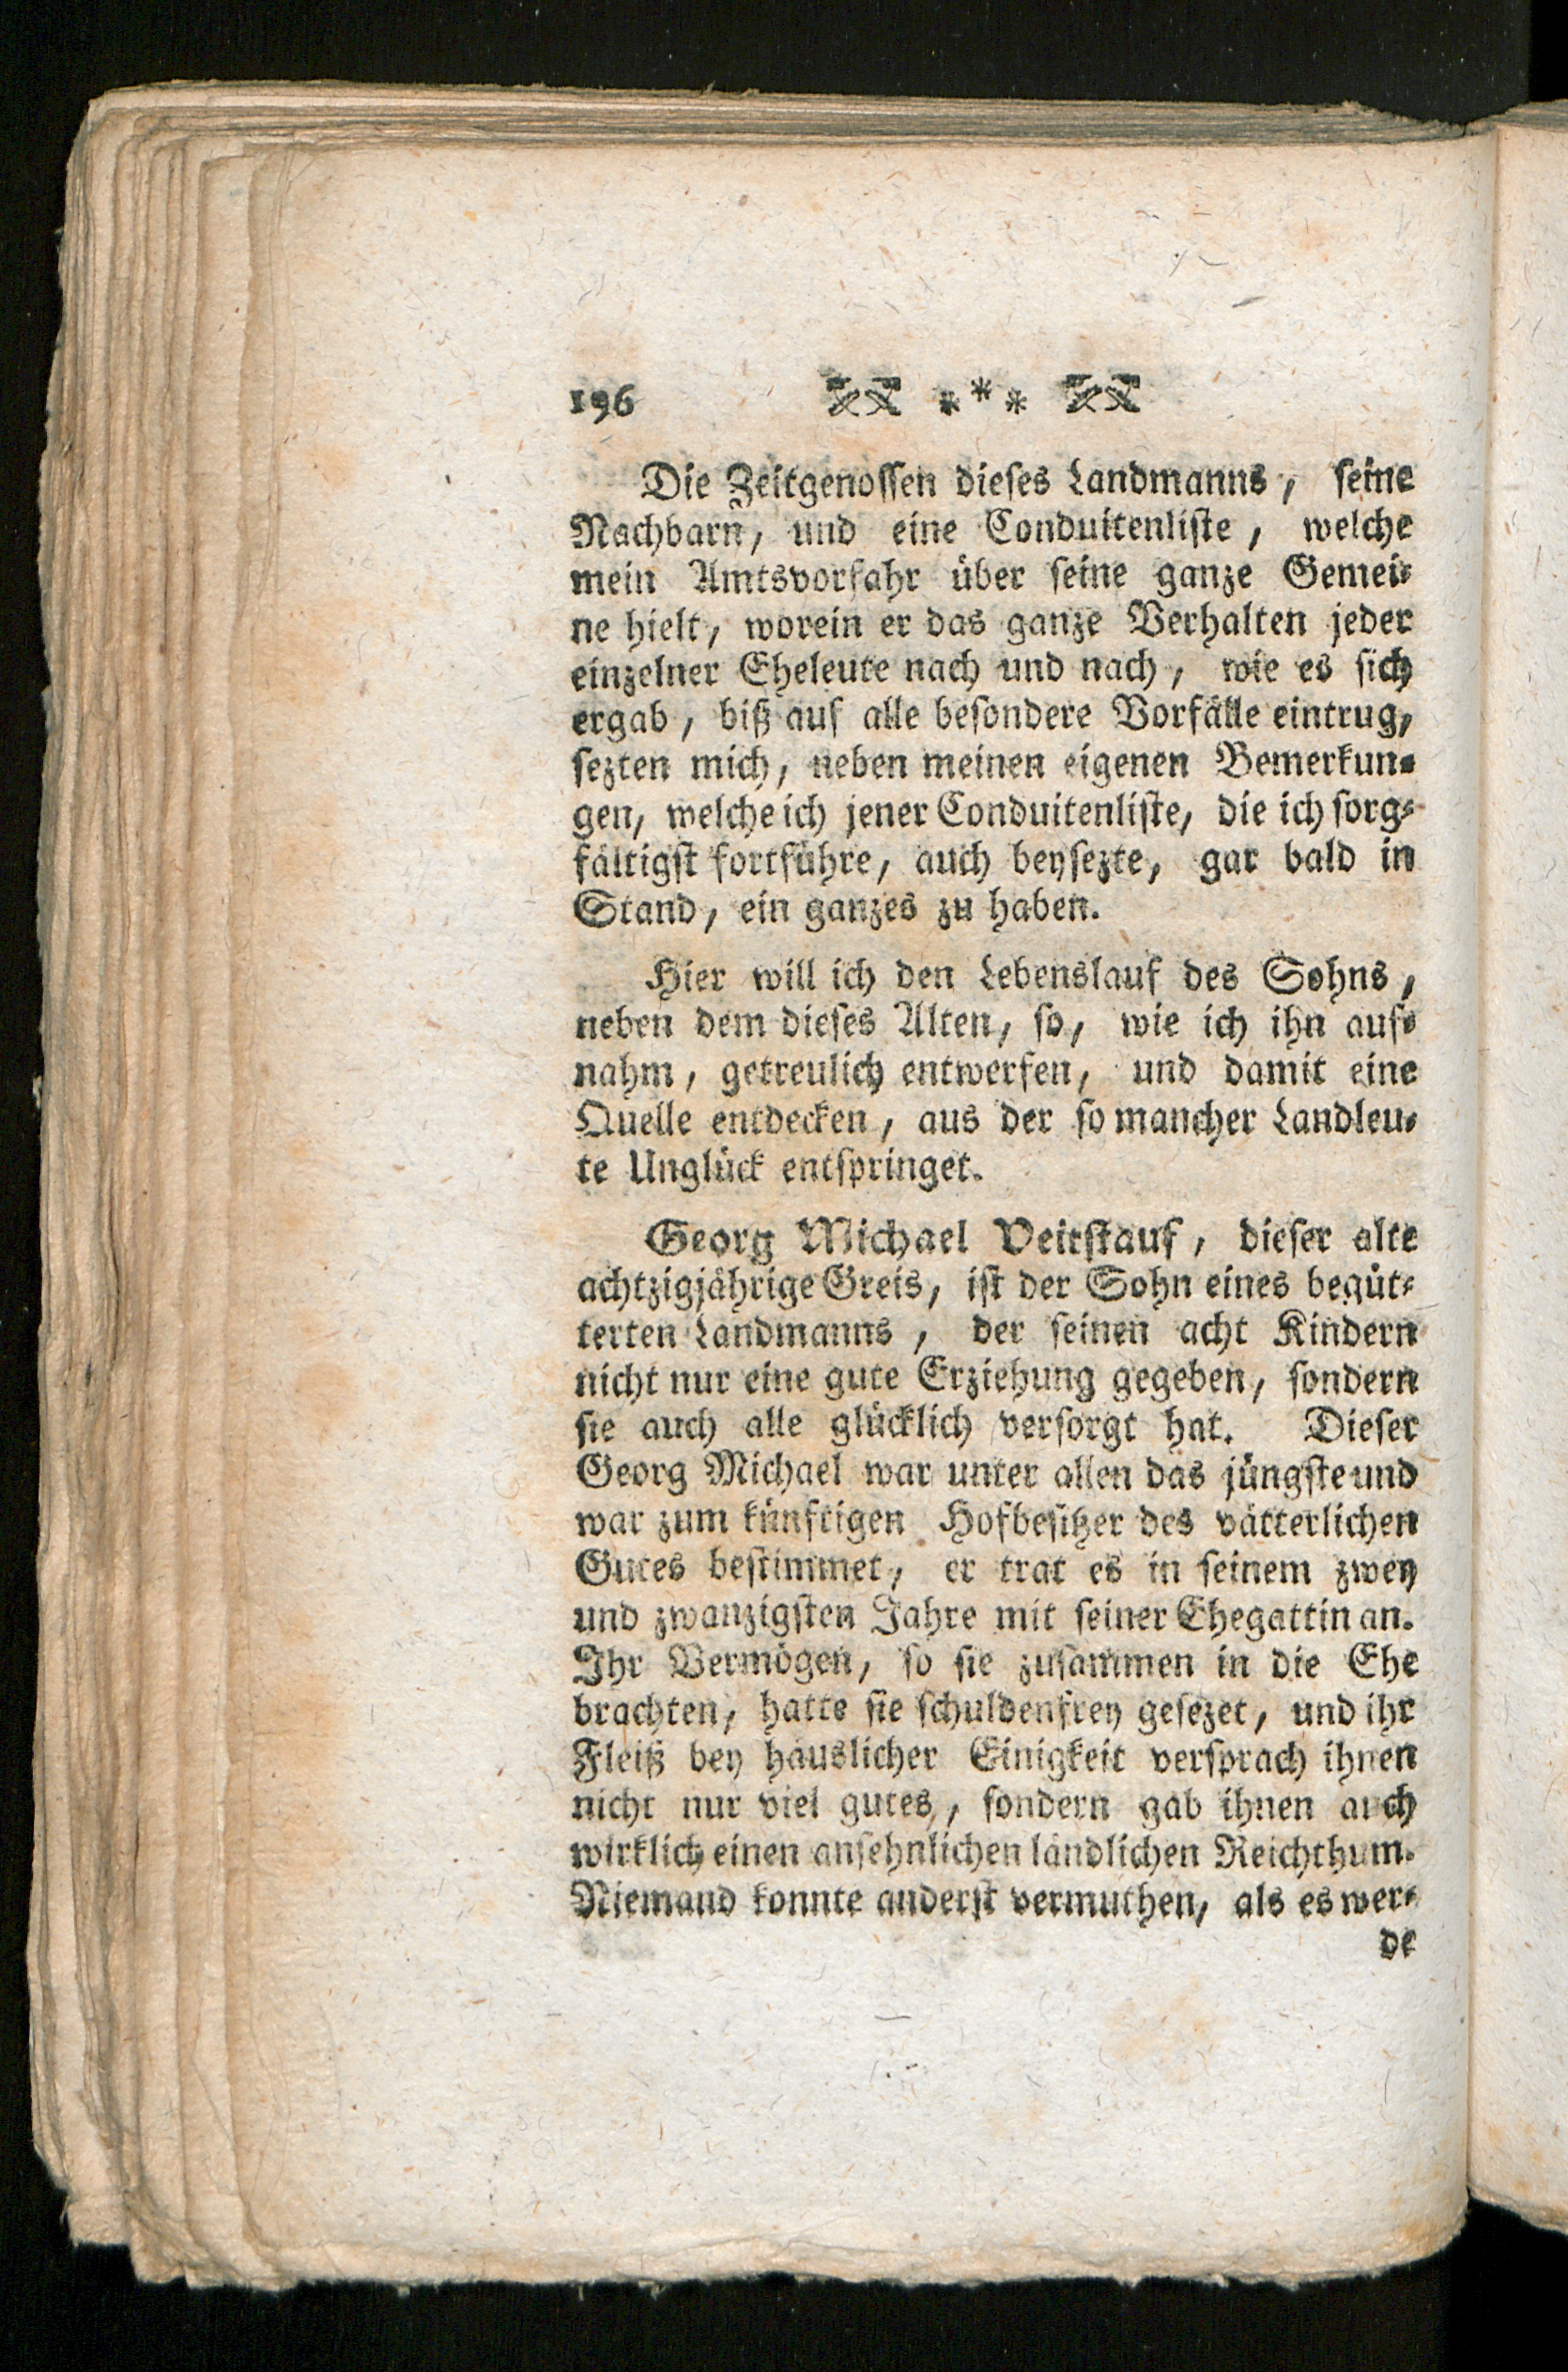 196 * * *
Die Zeitgenossen dieses Landmanns, seine
Nachbarn, und eine Conduitenliste, welche
mein Amtsvorfahr über seine ganze Gemei-
ne hielt, worein er das ganze Verhalten jeder
einzelner Eheleute nach und nach, wie es sich
ergab, biß auf alle besondere Vorfälle eintrug,
sezten mich, neben meinen eigenen Bemerkun-
gen, welche ich jener Conduitenliste, die ich sorg-
fältigst fortführe, auch beysezte, gar bald in
Stand, ein ganzes zu haben.
Hier will ich den Lebenslauf des Sohns,
neben dem dieses Alten, so, wie ich ihn auf-
nahm, getreulich entwerfen, und damit eine
Quelle entdecken, aus der so mancher Landleu-
te Unglück entspringet.
Georg Michael Veitstauf, dieser alte
achtzigjährige Greis, ist der Sohn eines begüt-
terten Landmanns, der seinen acht Kindern
nicht nur eine gute Erziehung gegeben, sondern
sie auch alle glücklich versorgt hat. Dieser
Georg Michael war unter allen das jüngste und
war zum künftigen Hofbesitzer des vätterlichen
Gutes bestimmet, er trat es in seinem zwey
und zwanzigsten Jahre mit seiner Ehegattin an.
Ihr Vermögen, so sie zusammen in die Ehe
brachten, hatte sie schuldenfrey gesezet, und ihr
Fleiß bey häuslicher Einigkeit versprach ihnen
nicht nur viel gutes, sondern gab ihnen auch
wirklich einen ansehnlichen ländlichen Reichthum.
Niemand konnte anderst vermuthen, als es wer-
de